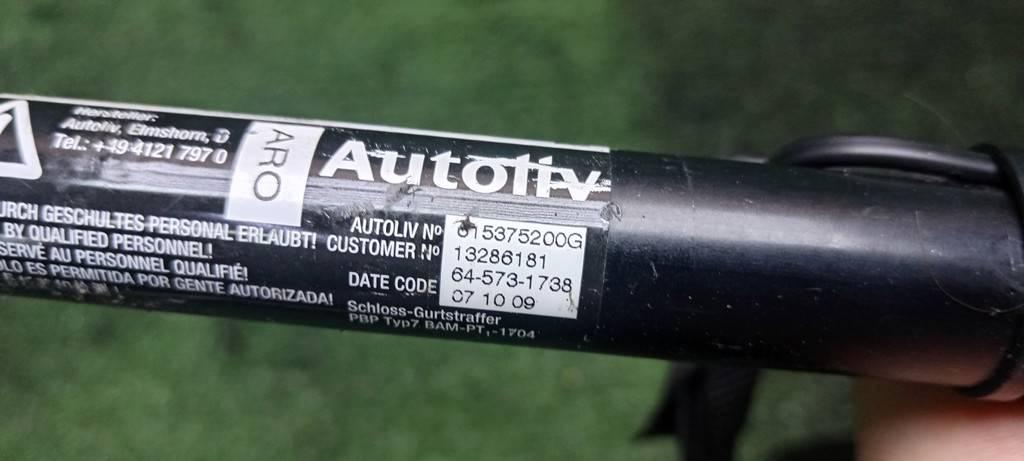 Hersteller:
Autoliv, Elmshorn, D
Tel.: +49 4121 797 0
ARO
Autoliv
DURCH GESCHULTES PERSONAL ERLAUBT!
BY QUALIFIED PERSONNEL!
SERVÉ AU PERSONNEL QUALIFIÉ!
OLO ES PERMITIDA POR GENTE AUTORIZADA!
AUTOLIV Nº 615375200G
CUSTOMER Nº 13286181
64-573-1738
DATE CODE 07 10 09
Schloss-Gurtstraffer
PBP Typ7 BAM-PT₁-1704